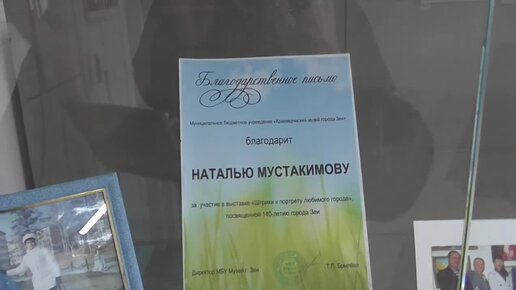 Благодарственное письмо
Муниципальное бюджетное учреждение «Краеведческий музей города Зеи»
благодарит
НАТАЛЬЮ МУСТАКИМОВУ
за участие в выставке «Штрихи к портрету любимого города»,
посвященной 140-летию города Зеи
Директор МБУ Музей г. Зеи Т.П. Брылёва